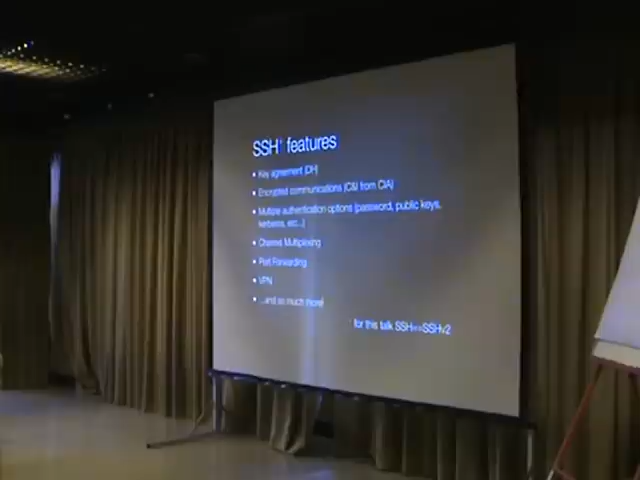 SSH* features
• Key agreement (DH)
• Encrypted communications (C&I from CIA)
• Multiple authentication options (password, public keys,
kerberos, etc...)
• Channel Multiplexing
• Port Forwarding
• VPN
• ...and so much more!
* for this talk SSH==SSHv2